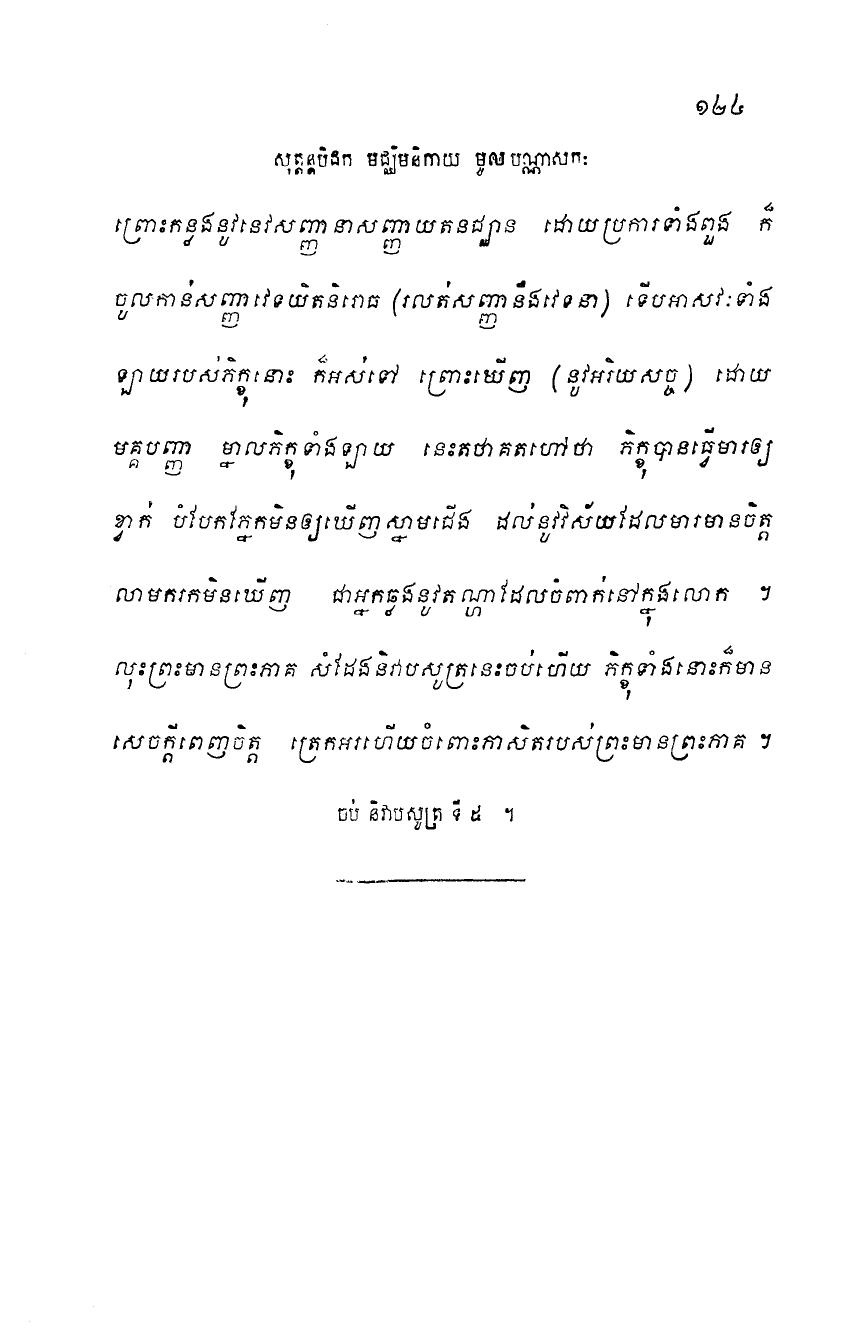 ១៤៤
សុត្តន្តបិដក មជ្ឈិមនិកាយ មូលបណ្ណាសកៈ
ព្រោះកន្លងនូវនេវសញ្ញានាសញ្ញាយតនជ្ឈាន ដោយប្រការទាំងពួង ក៏
ចូលកាន់សញ្ញាវេទយិតនិរោធ (រលត់សញ្ញានឹងវេទនា) ទើបអាសវៈទាំង
ឡាយរបស់ភិក្ខុនោះ ក៏អស់ទៅ ព្រោះឃើញ (នូវអរិយសច្ច) ដោយ
មគ្គបញ្ញា ម្នាលភិក្ខុទាំងឡាយ នេះតថាគតហៅថា ភិក្ខុបានធ្វើមារឲ្យ
ខ្វាក់ បំបែកភ្នែកមិនឲ្យឃើញស្នាមជើង ដល់នូវវិស័យដែលមារមានចិត្ត
លាមករកមិនឃើញ ជាអ្នកឆ្លងនូវតណ្ហាដែលចំពាក់នៅក្នុងលោក ។
លុះព្រះមានព្រះភាគ សំដែងនិវាបសូត្រនេះចប់ហើយ ភិក្ខុទាំងនោះក៏មាន
សេចក្តីពេញចិត្ត ត្រេកអរហើយចំពោះភាសិតរបស់ព្រះមានព្រះភាគ ។
ចប់ និវាបសូត្រ ទី ៥ ។